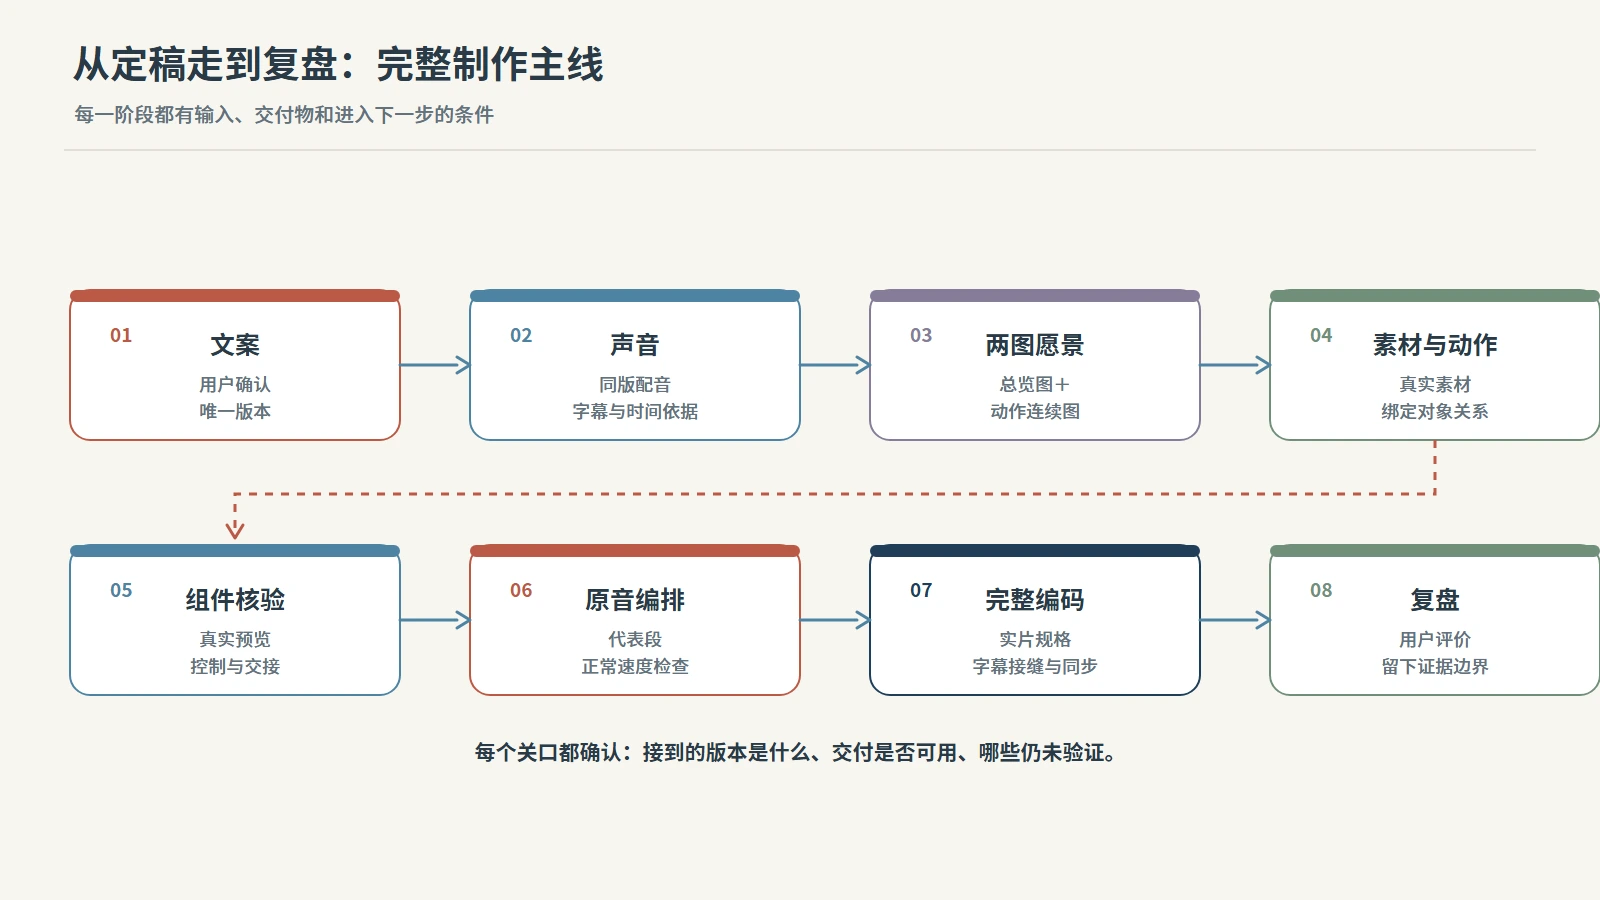 从定稿走到复盘：完整制作主线
每一阶段都有输入、交付物和进入下一步的条件
01
文案
用户确认
唯一版本
02
声音
同版配音
字幕与时间依据
03
两图愿景
总览图＋
动作连续图
04
素材与动作
真实素材
绑定对象关系
05
组件核验
真实预览
控制与交接
06
原音编排
代表段
正常速度检查
07
完整编码
实片规格
字幕接缝与同步
08
复盘
用户评价
留下证据边界
每个关口都确认：接到的版本是什么、交付是否可用、哪些仍未验证。